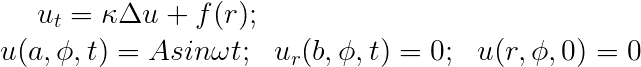 u_t = κΔu + f(r);
u(a, ϕ, t) = Asinωt; u_r(b, ϕ, t) = 0; u(r, ϕ, 0) = 0